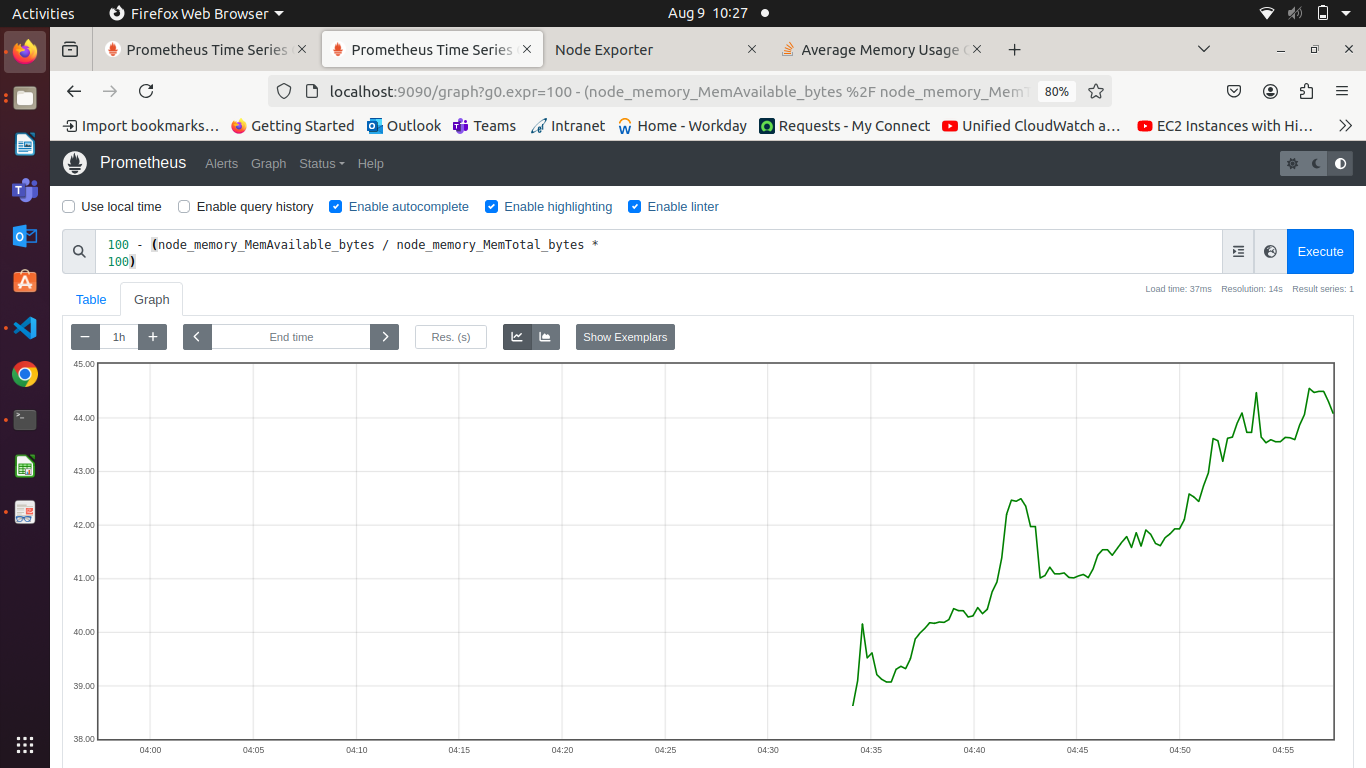 Activities
Firefox Web Browser
Aug 9 10:27
Prometheus Time Series
Prometheus Time Series
Node Exporter
Average Memory Usage
localhost:9090/graph?g0.expr=100 - (node_memory_MemAvailable_bytes %2F node_memory_MemT
80%
Import bookmarks…
Getting Started
Outlook
Teams
Intranet
Home - Workday
Requests - My Connect
Unified CloudWatch a…
EC2 Instances with Hi…
Prometheus
Alerts
Graph
Status
Help
Use local time
Enable query history
Enable autocomplete
Enable highlighting
Enable linter
100 - (node_memory_MemAvailable_bytes / node_memory_MemTotal_bytes *
100)
Execute
Load time: 37ms Resolution: 14s Result series: 1
Table
Graph
1h
End time
Res. (s)
Show Exemplars
45.00
44.00
43.00
42.00
41.00
40.00
39.00
38.00
04:00
04:05
04:10
04:15
04:20
04:25
04:30
04:35
04:40
04:45
04:50
04:55